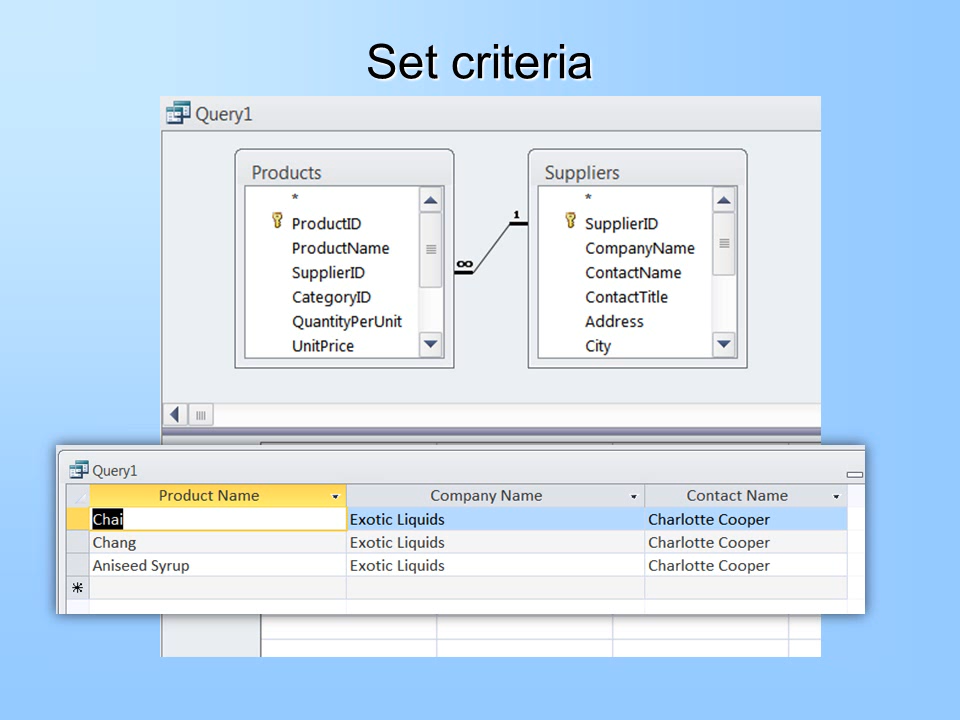 Set criteria
Query1
Products
*
ProductID
ProductName
SupplierID
CategoryID
QuantityPerUnit
UnitPrice
∞
1
Suppliers
*
SupplierID
CompanyName
ContactName
ContactTitle
Address
City
Query1
Product Name Company Name Contact Name
Chai Exotic Liquids Charlotte Cooper
Chang Exotic Liquids Charlotte Cooper
Aniseed Syrup Exotic Liquids Charlotte Cooper
*